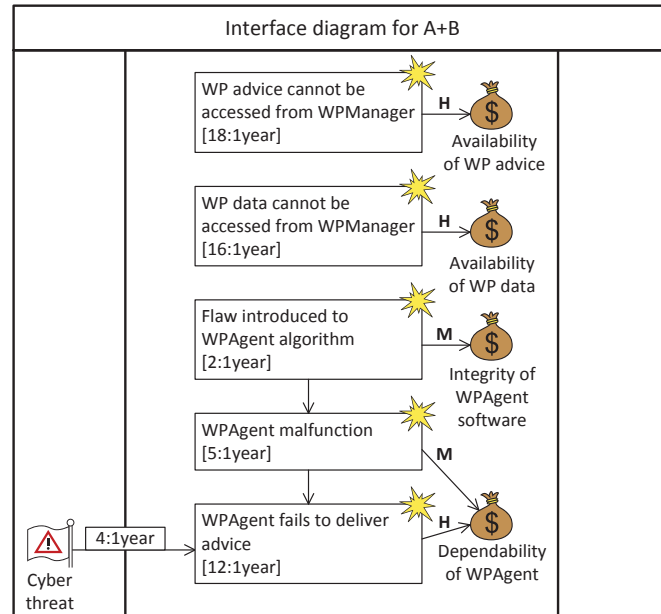 Interface diagram for A+B
WP advice cannot be
accessed from WPManager
[18:1year]
H
$
Availability
of WP advice
WP data cannot be
accessed from WPManager
[16:1year]
H
$
Availability
of WP data
Flaw introduced to
WPAgent algorithm
[2:1year]
M
$
Integrity of
WPAgent
software
WPAgent malfunction
[5:1year]
M
WPAgent fails to deliver
advice
[12:1year]
H
$
Dependability
of WPAgent
!
4:1year
Cyber
threat